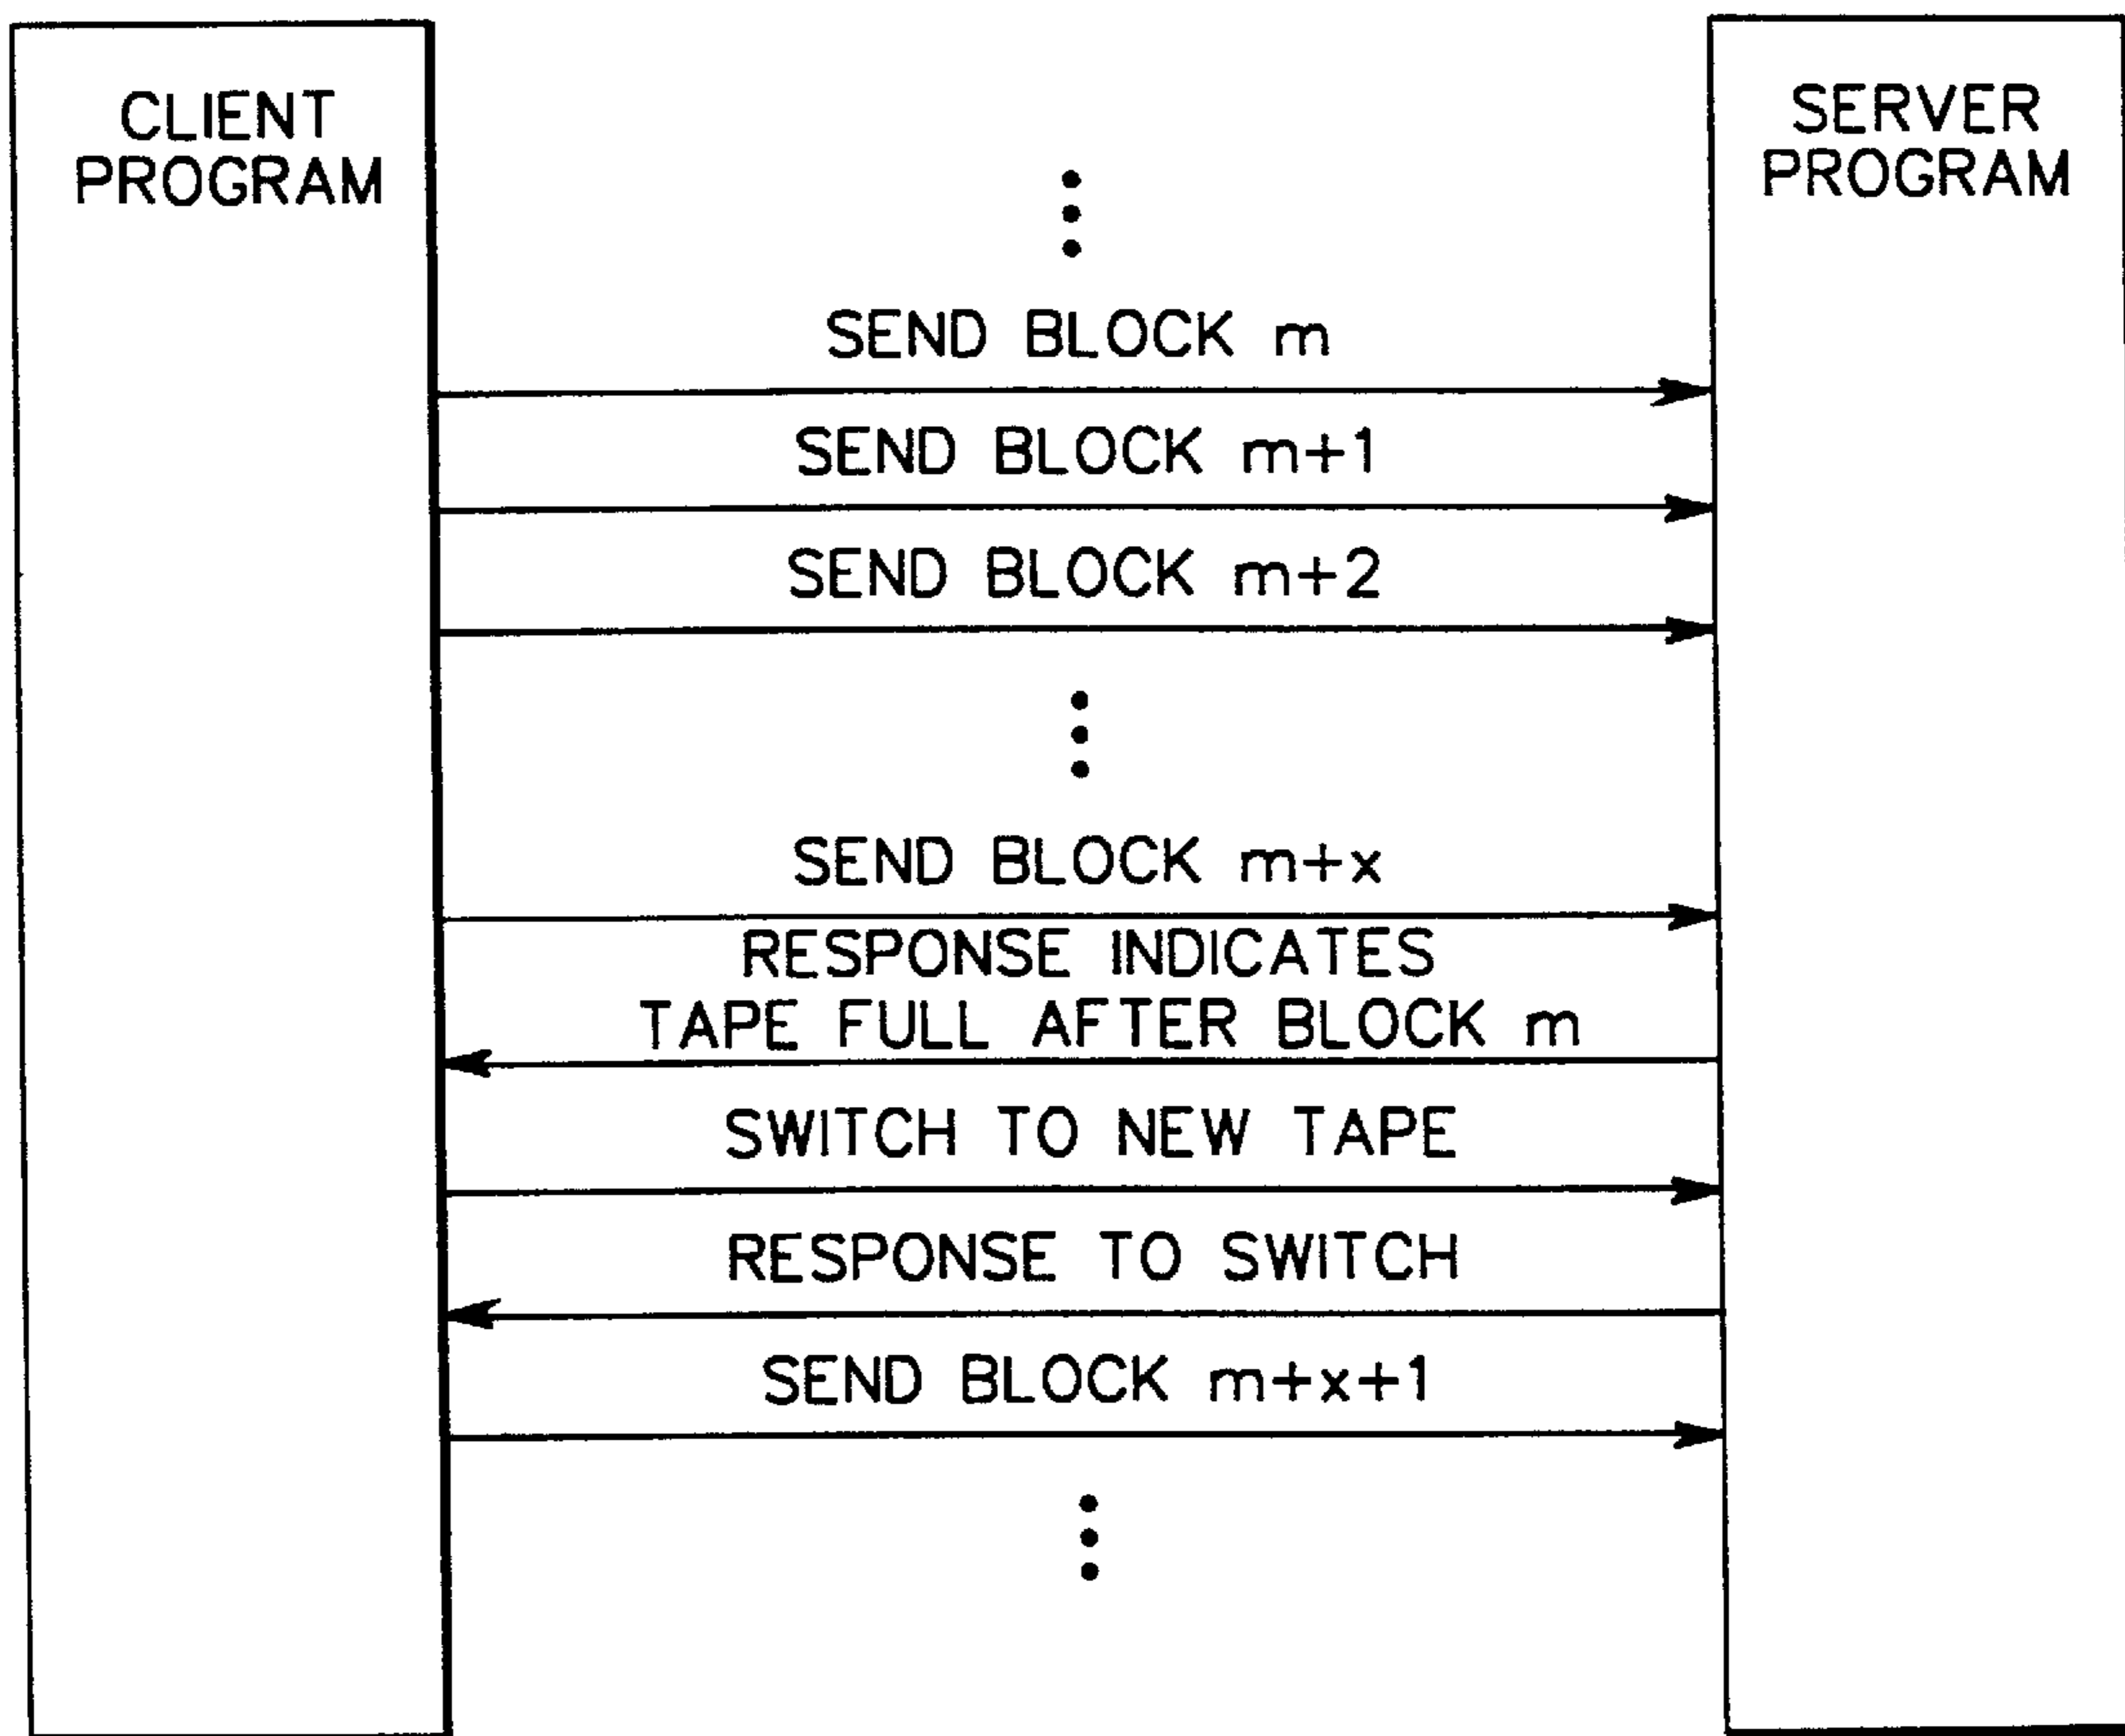 CLIENT
PROGRAM
SERVER
PROGRAM
SEND BLOCK m
SEND BLOCK m+1
SEND BLOCK m+2
SEND BLOCK m+x
RESPONSE INDICATES
TAPE FULL AFTER BLOCK m
SWITCH TO NEW TAPE
RESPONSE TO SWITCH
SEND BLOCK m+x+1